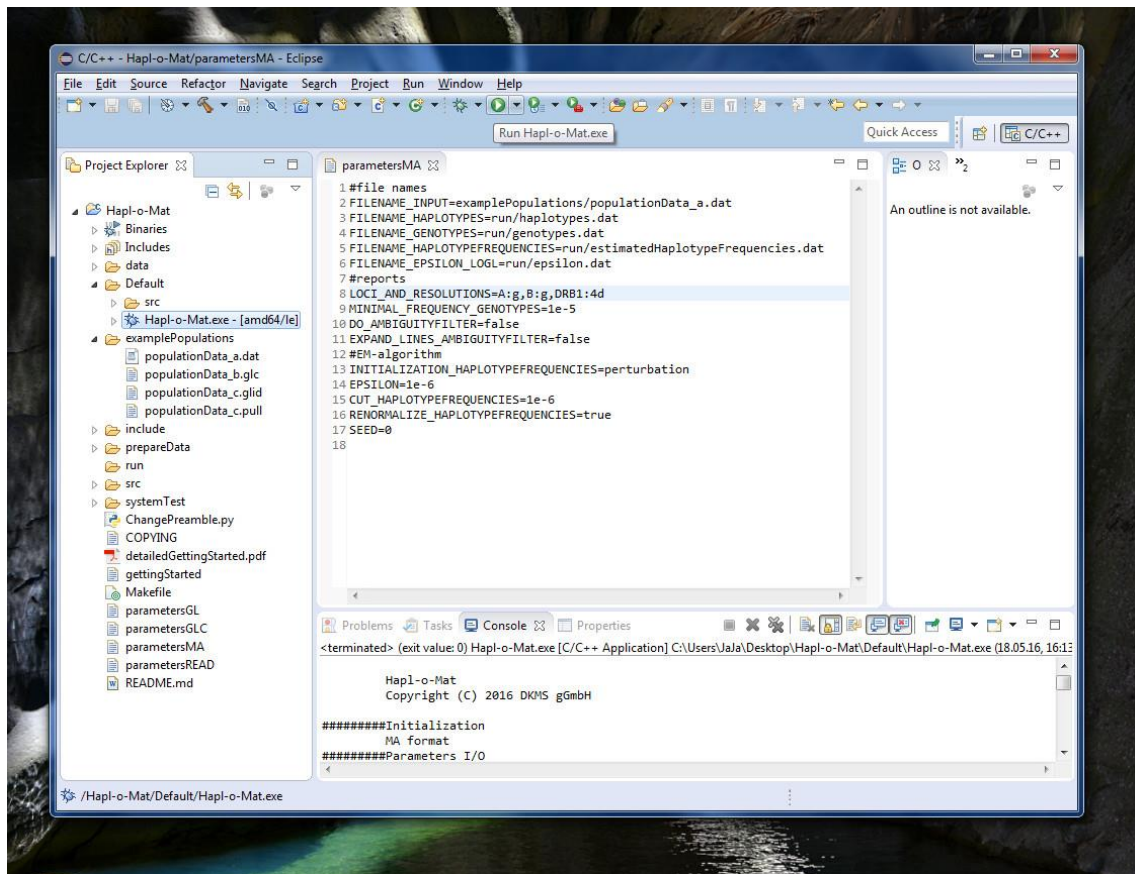 C/C++ - Hapl-o-Mat/parametersMA - Eclipse
File Edit Source Refactor Navigate Search Project Run Window Help
Run Hapl-o-Mat.exe
Quick Access
C/C++
Project Explorer
Hapl-o-Mat
Binaries
Includes
data
Default
src
Hapl-o-Mat.exe - [amd64/le]
examplePopulations
populationData_a.dat
populationData_b.glc
populationData_c.glid
populationData_c.pull
include
prepareData
run
src
systemTest
ChangePreamble.py
COPYING
detailedGettingStarted.pdf
gettingStarted
Makefile
parametersGL
parametersGLC
parametersMA
parametersREAD
README.md
parametersMA
1 #file names
2 FILENAME_INPUT=examplePopulations/populationData_a.dat
3 FILENAME_HAPLOTYPES=run/haplotypes.dat
4 FILENAME_GENOTYPES=run/genotypes.dat
5 FILENAME_HAPLOTYPEFREQUENCIES=run/estimatedHaplotypeFrequencies.dat
6 FILENAME_EPSILON_LOGL=run/epsilon.dat
7 #reports
8 LOCI_AND_RESOLUTIONS=A:g,B:g,DRB1:4d
9 MINIMAL_FREQUENCY_GENOTYPES=1e-5
10 DO_AMBIGUITYFILTER=false
11 EXPAND_LINES_AMBIGUITYFILTER=false
12 #EM-algorithm
13 INITIALIZATION_HAPLOTYPEFREQUENCIES=perturbation
14 EPSILON=1e-6
15 CUT_HAPLOTYPEFREQUENCIES=1e-6
16 RENORMALIZE_HAPLOTYPEFREQUENCIES=true
17 SEED=0
18
O
2
An outline is not available.
Problems Tasks Console Properties
<terminated> (exit value: 0) Hapl-o-Mat.exe [C/C++ Application] C:\Users\JaJa\Desktop\Hapl-o-Mat\Default\Hapl-o-Mat.exe (18.05.16, 16:13
Hapl-o-Mat
Copyright (C) 2016 DKMS gGmbH
#########Initialization
MA format
#########Parameters I/O
/Hapl-o-Mat/Default/Hapl-o-Mat.exe